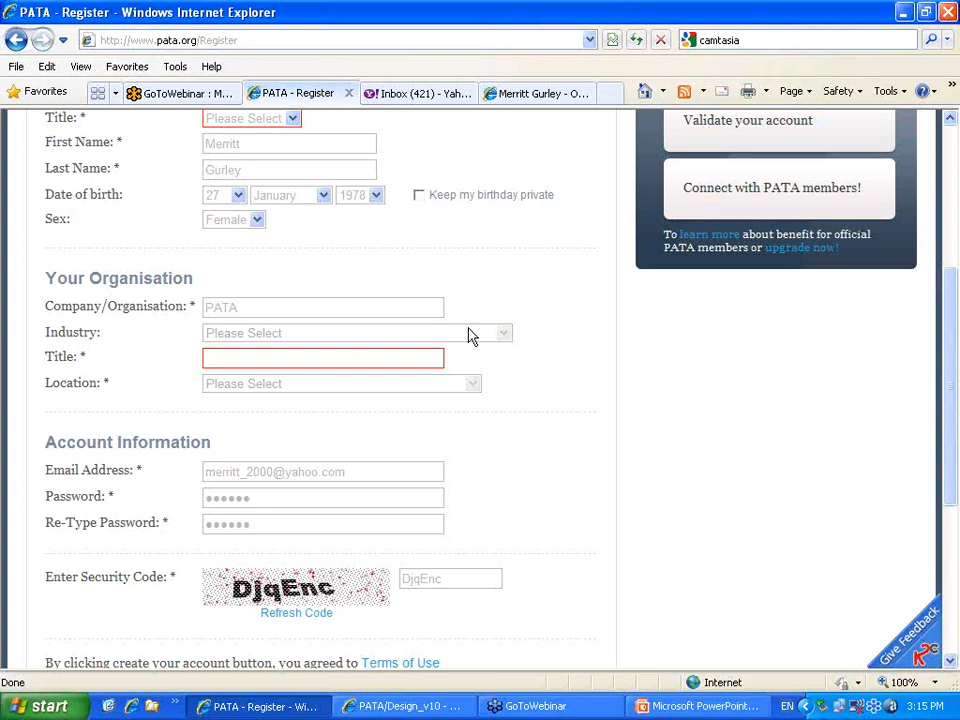 PATA - Register - Windows Internet Explorer
http://www.pata.org/Register
camtasia
File Edit View Favorites Tools Help
Favorites
GoToWebinar : M...
PATA - Register
Inbox (421) - Yah...
Merritt Gurley - O...
Page
Safety
Tools
Title: * Please Select
First Name: * Merritt
Last Name: * Gurley
Date of birth: 27 January 1978 Keep my birthday private
Sex: Female
Your Organisation
Company/Organisation: * PATA
Industry: Please Select
Title: *
Location: * Please Select
Account Information
Email Address: * merritt_2000@yahoo.com
Password: * ●●●●●●
Re-Type Password: * ●●●●●●
Enter Security Code: * DjqEnc DjqEnc
Refresh Code
By clicking create your account button, you agreed to Terms of Use
Validate your account
Connect with PATA members!
To learn more about benefit for official
PATA members or upgrade now!
Give Feedback
K2C
Done
Internet
100%
start
PATA - Register - Wi...
PATA/Design_v10 - ...
GoToWebinar
Microsoft PowerPoint...
EN
3:15 PM